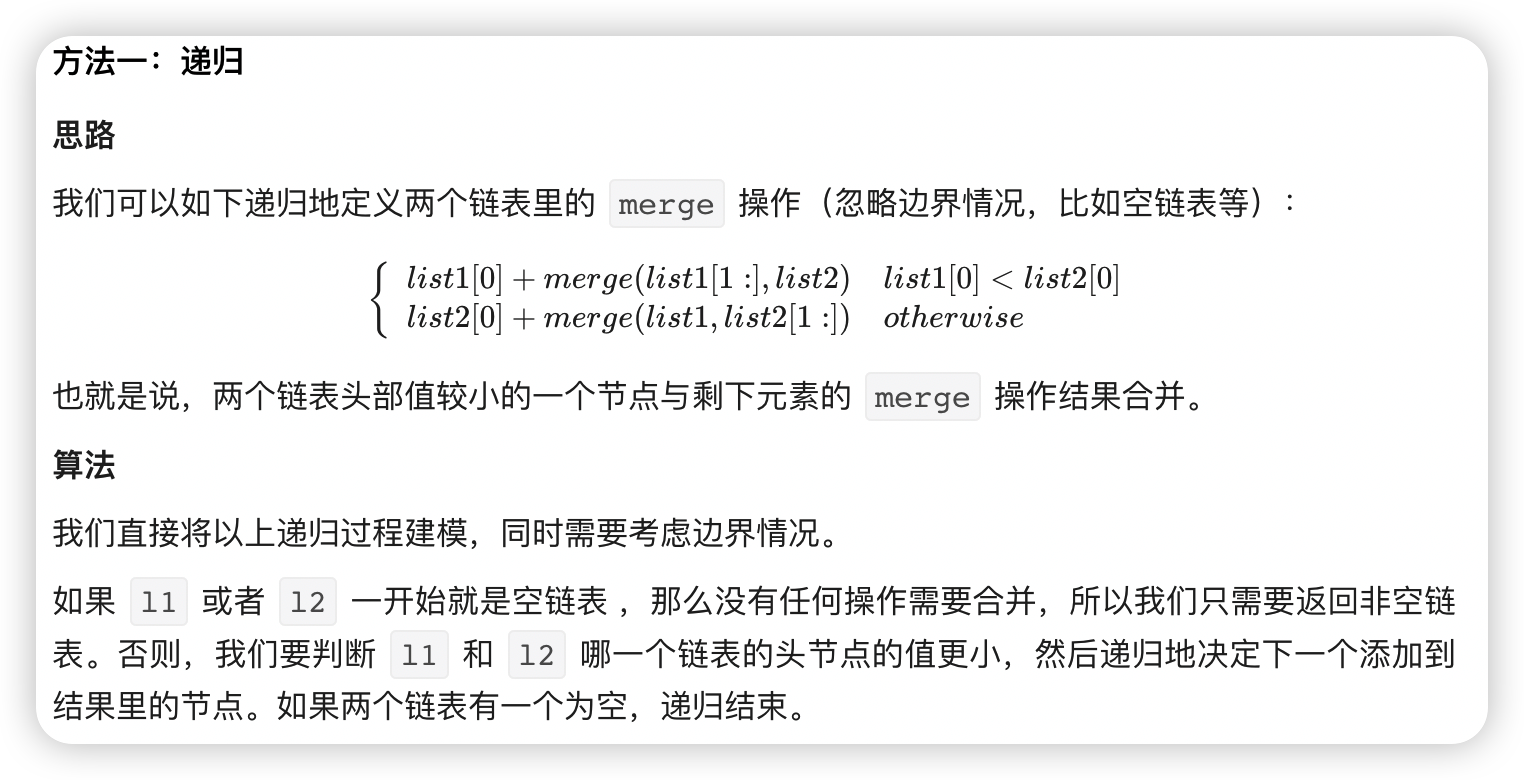 方法一：递归
思路
我们可以如下递归地定义两个链表里的 merge 操作（忽略边界情况，比如空链表等）：
list1[0] + merge(list1[1 :], list2) list1[0] < list2[0]
list2[0] + merge(list1, list2[1 :]) otherwise
也就是说，两个链表头部值较小的一个节点与剩下元素的 merge 操作结果合并。
算法
我们直接将以上递归过程建模，同时需要考虑边界情况。
如果 l1 或者 l2 一开始就是空链表 ，那么没有任何操作需要合并，所以我们只需要返回非空链
表。否则，我们要判断 l1 和 l2 哪一个链表的头节点的值更小，然后递归地决定下一个添加到
结果里的节点。如果两个链表有一个为空，递归结束。